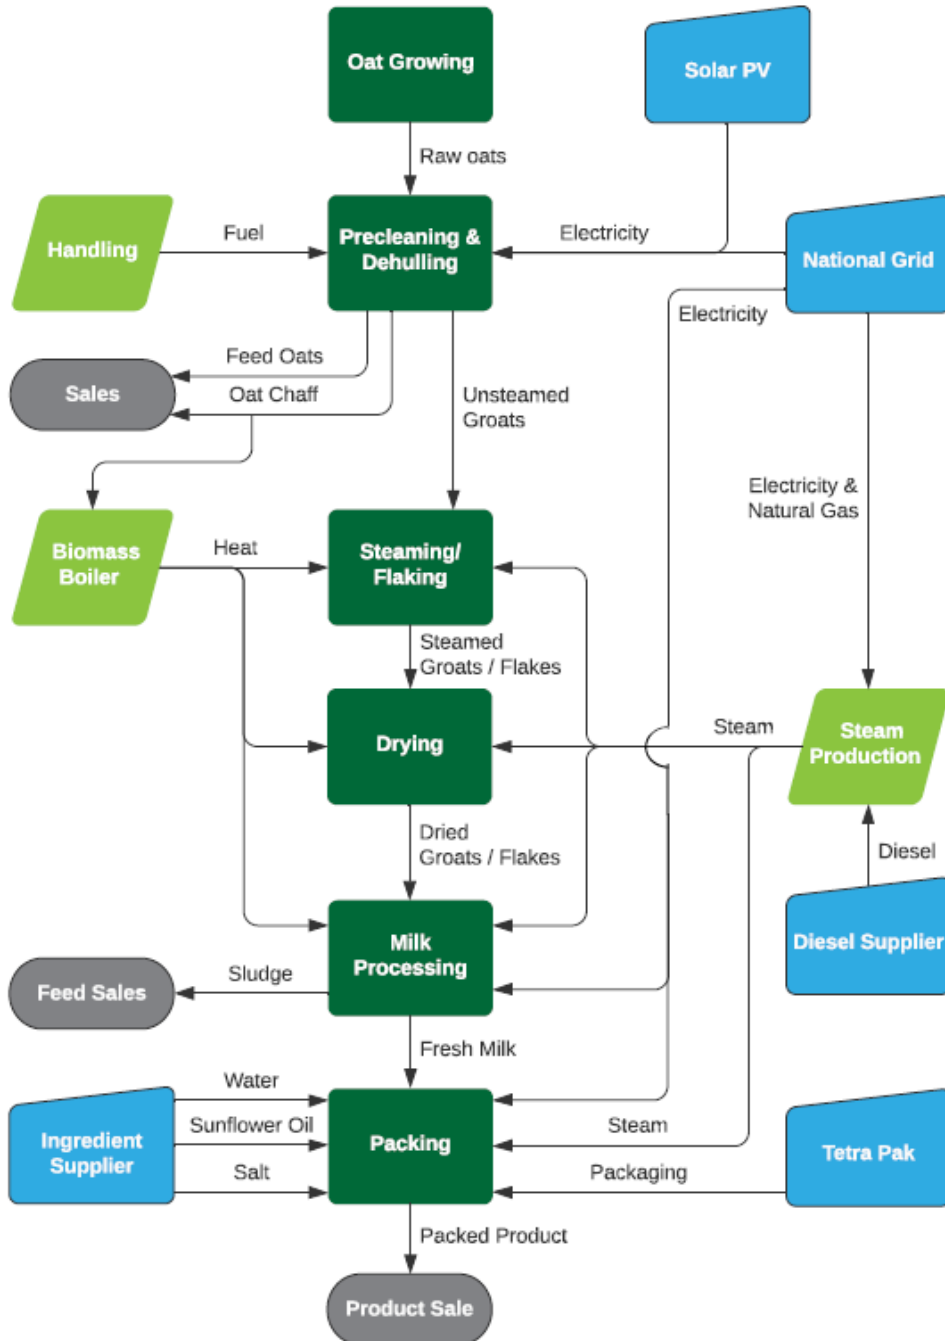 Oat Growing
Solar PV
Raw oats
Handling
Fuel
Precleaning &
Dehulling
Electricity
National Grid
Electricity
Feed Oats
Sales
Oat Chaff
Unsteamed
Groats
Electricity &
Natural Gas
Biomass
Boiler
Heat
Steaming/
Flaking
Steamed
Groats / Flakes
Drying
Steam
Steam
Production
Dried
Groats / Flakes
Diesel
Milk
Processing
Diesel Supplier
Feed Sales
Sludge
Fresh Milk
Water
Ingredient
Supplier
Sunflower Oil
Salt
Packing
Steam
Packaging
Tetra Pak
Packed Product
Product Sale